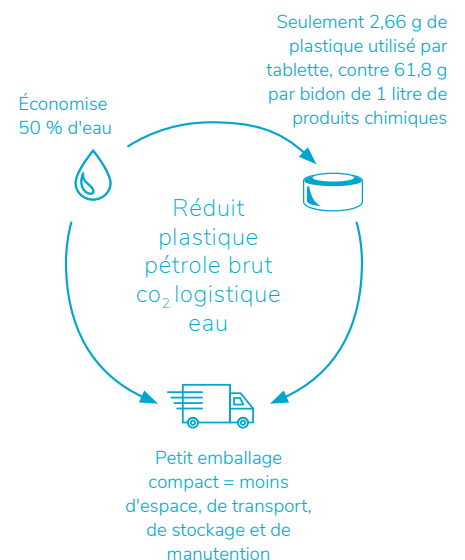 Seulement 2,66 g de
plastique utilisé par
tablette, contre 61,8 g
par bidon de 1 litre de
produits chimiques
Économise
50 % d'eau
Réduit
plastique
pétrole brut
co2 logistique
eau
Petit emballage
compact = moins
d'espace, de transport,
de stockage et de
manutention